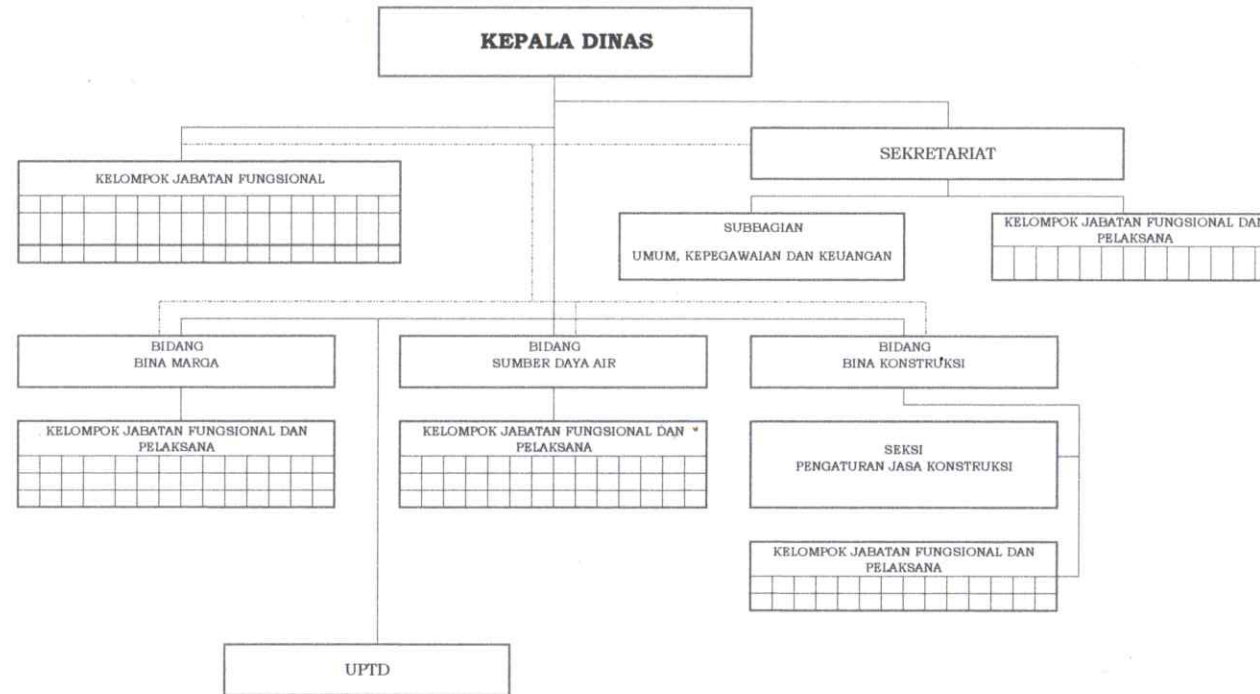 KEPALA DINAS
SEKRETARIAT
KELOMPOK JABATAN FUNGSIONAL
SUBBAGIAN
UMUM, KEPEGAWAIAN DAN KEUANGAN
KELOMPOK JABATAN FUNGSIONAL DAN
PELAKSANA
BIDANG
BINA MARGA
BIDANG
SUMBER DAYA AIR
BIDANG
BINA KONSTRUKSI
KELOMPOK JABATAN FUNGSIONAL DAN
PELAKSANA
KELOMPOK JABATAN FUNGSIONAL DAN
PELAKSANA
SEKSI
PENGATURAN JASA KONSTRUKSI
KELOMPOK JABATAN FUNGSIONAL DAN
PELAKSANA
UPTD